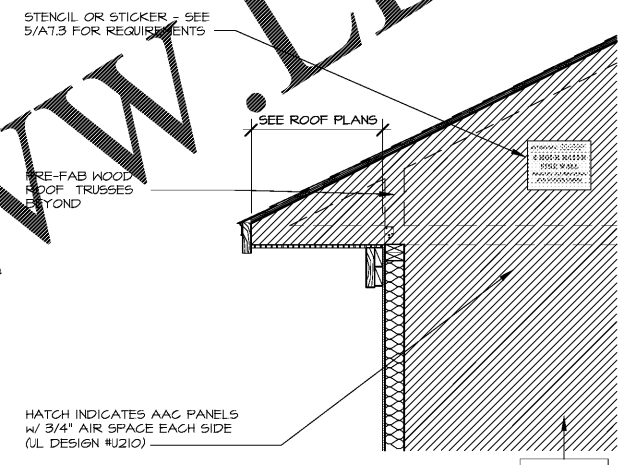 STENCIL OR STICKER - SEE
5/A7.3 FOR REQUIREMENTS
SEE ROOF PLANS
PRE-FAB WOOD
ROOF TRUSSES
BEYOND
HATCH INDICATES AAC PANELS
w/ 3/4" AIR SPACE EACH SIDE
(UL DESIGN #U210)